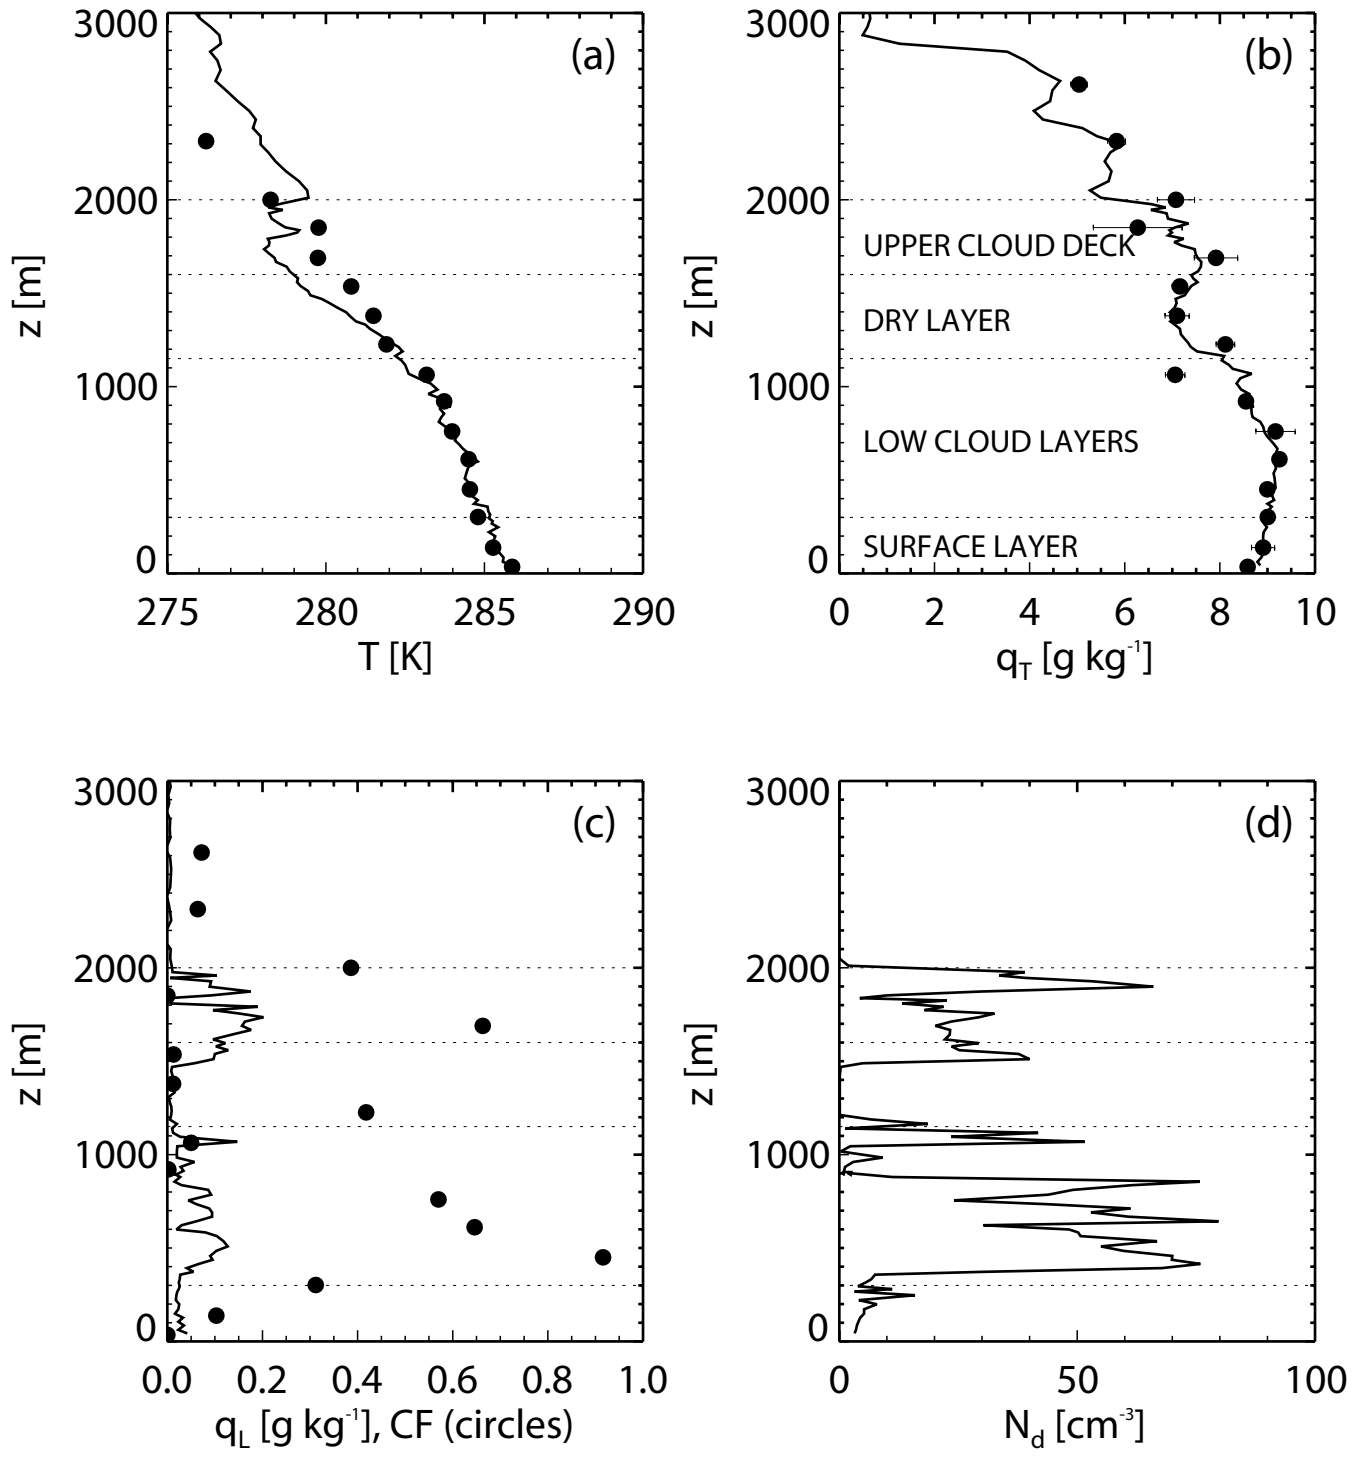 3000
(a)
2000
z [m]
1000
0
275
280
285
290
T [K]
3000
(b)
2000
UPPER CLOUD DECK
z [m]
DRY LAYER
1000
LOW CLOUD LAYERS
SURFACE LAYER
0
0
2
4
6
8
10
q_T [g kg⁻¹]
3000
(c)
2000
z [m]
1000
0
0.0
0.2
0.4
0.6
0.8
1.0
q_L [g kg⁻¹], CF (circles)
3000
(d)
2000
z [m]
1000
0
0
50
100
N_d [cm⁻³]